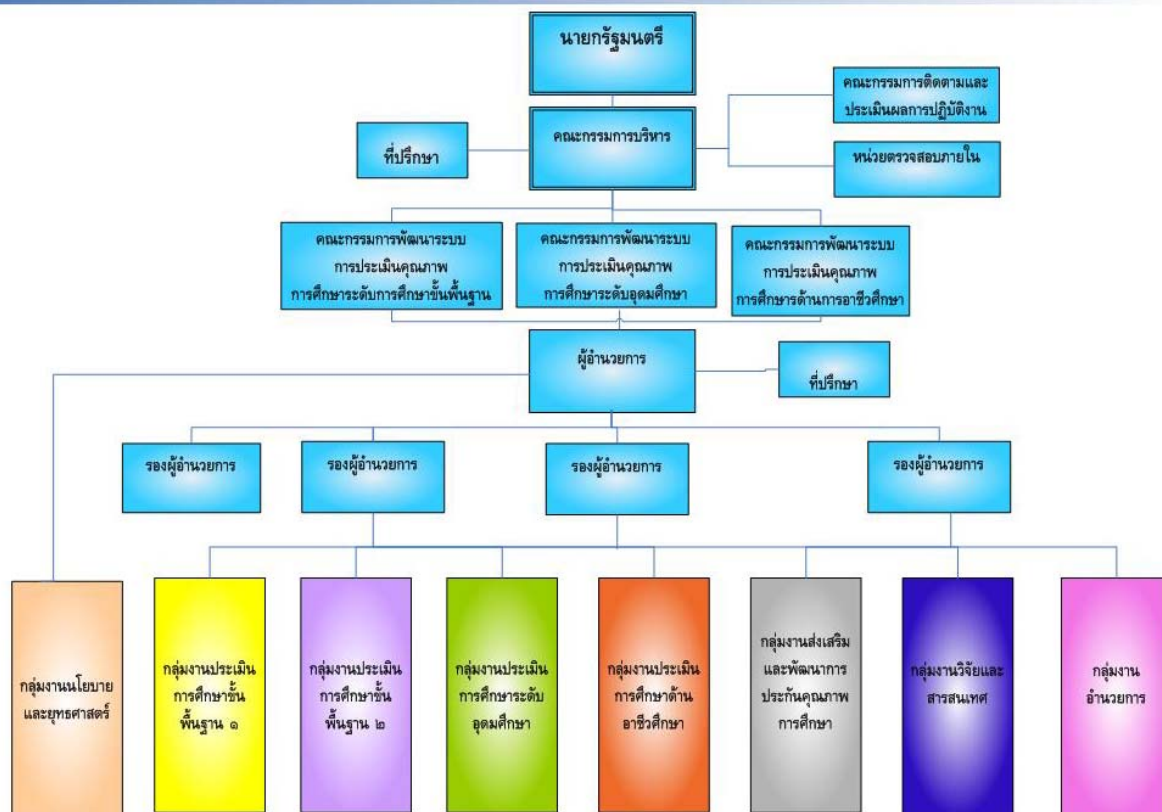 นายกรัฐมนตรี
คณะกรรมการติดตามและ
ประเมินผลการปฏิบัติงาน
คณะกรรมการบริหาร
ที่ปรึกษา
หน่วยตรวจสอบภายใน
คณะกรรมการพัฒนาระบบ
การประเมินคุณภาพ
การศึกษาระดับการศึกษาขั้นพื้นฐาน
คณะกรรมการพัฒนาระบบ
การประเมินคุณภาพ
การศึกษาระดับอุดมศึกษา
คณะกรรมการพัฒนาระบบ
การประเมินคุณภาพ
การศึกษารด้านการอาชีวศึกษา
ผู้อำนวยการ
ที่ปรึกษา
รองผู้อำนวยการ
รองผู้อำนวยการ
รองผู้อำนวยการ
รองผู้อำนวยการ
กลุ่มงานนโยบาย
และยุทธศาสตร์
กลุ่มงานประเมิน
การศึกษาขั้น
พื้นฐาน ๑
กลุ่มงานประเมิน
การศึกษาขั้น
พื้นฐาน ๒
กลุ่มงานประเมิน
การศึกษาระดับ
อุดมศึกษา
กลุ่มงานประเมิน
การศึกษาด้าน
อาชีวศึกษา
กลุ่มงานส่งเสริม
และพัฒนาการ
ประกันคุณภาพ
การศึกษา
กลุ่มงานวิจัยและ
สารสนเทศ
กลุ่มงาน
อำนวยการ